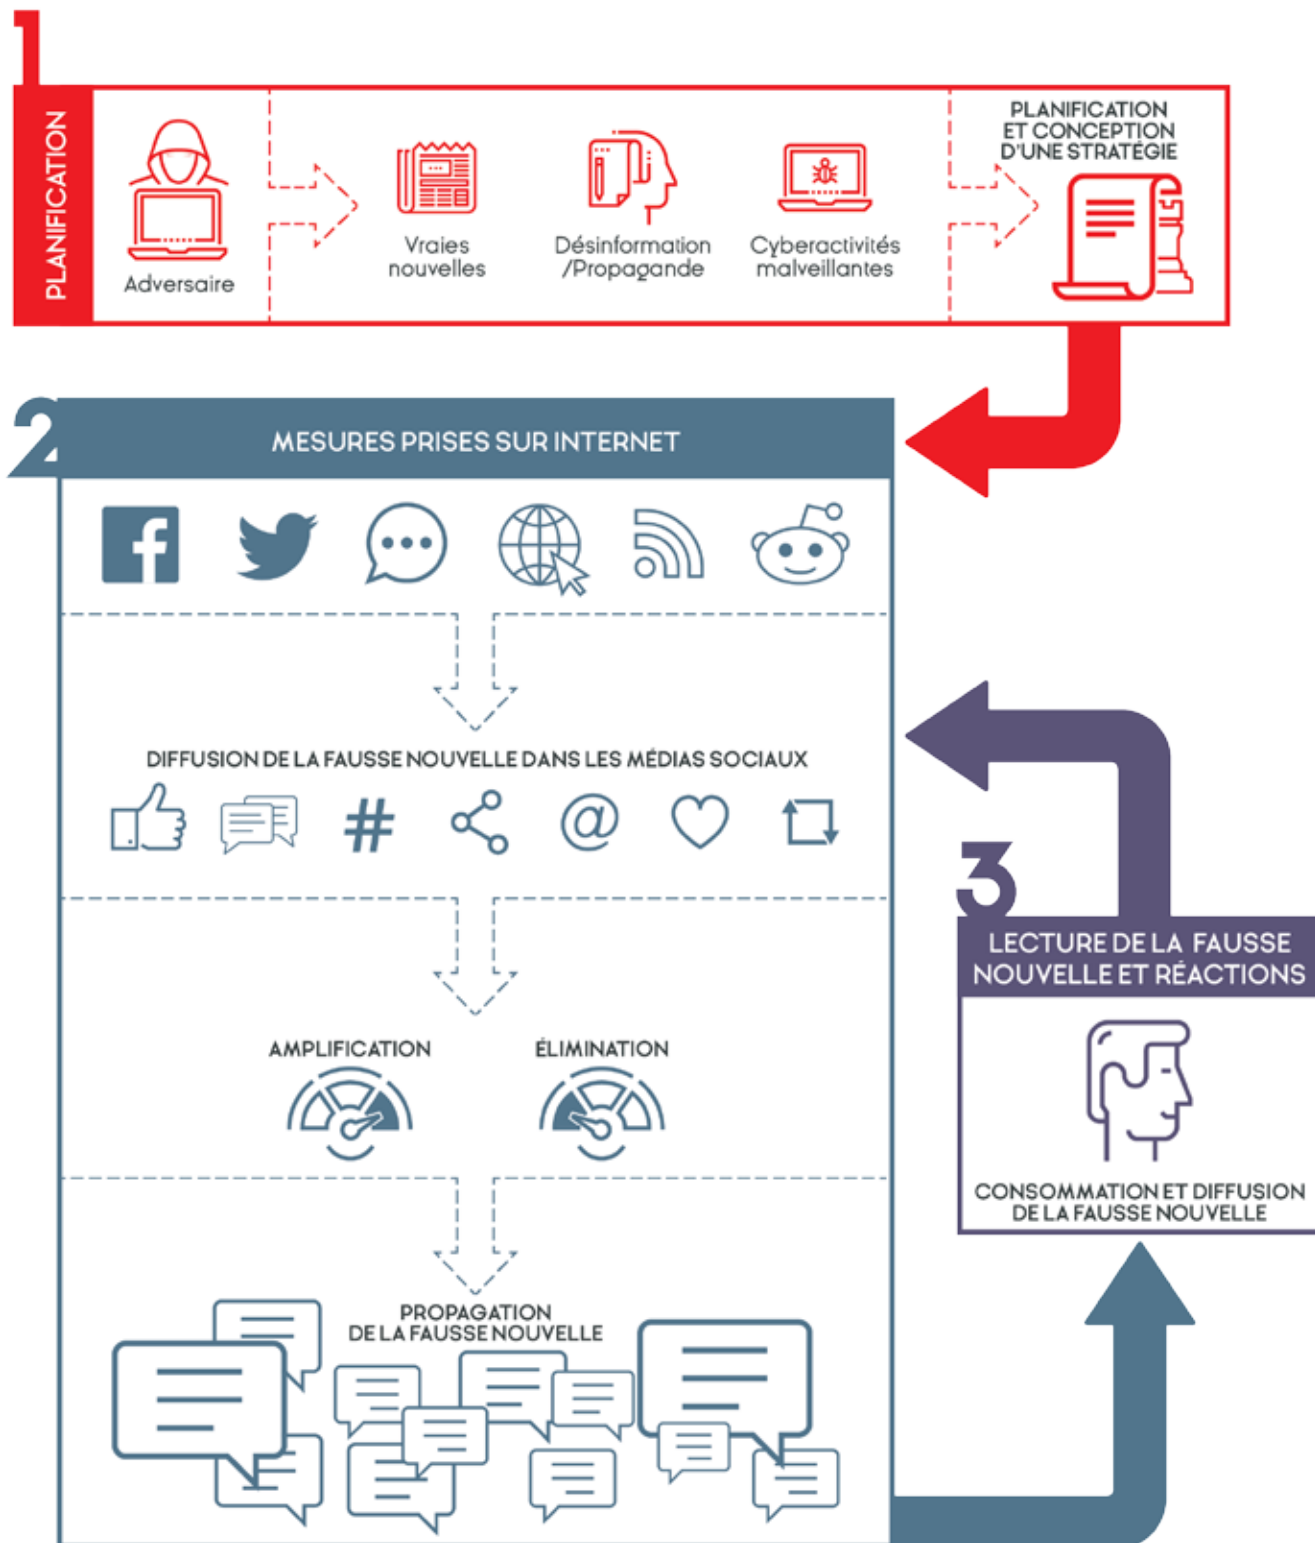 1
PLANIFICATION
Adversaire
Vraies
nouvelles
Désinformation
/Propagande
Cyberactivités
malveillantes
PLANIFICATION
ET CONCEPTION
D'UNE STRATÉGIE
2
MESURES PRISES SUR INTERNET
f
DIFFUSION DE LA FAUSSE NOUVELLE DANS LES MÉDIAS SOCIAUX
# @
AMPLIFICATION
ÉLIMINATION
PROPAGATION
DE LA FAUSSE NOUVELLE
3
LECTURE DE LA FAUSSE
NOUVELLE ET RÉACTIONS
CONSOMMATION ET DIFFUSION
DE LA FAUSSE NOUVELLE